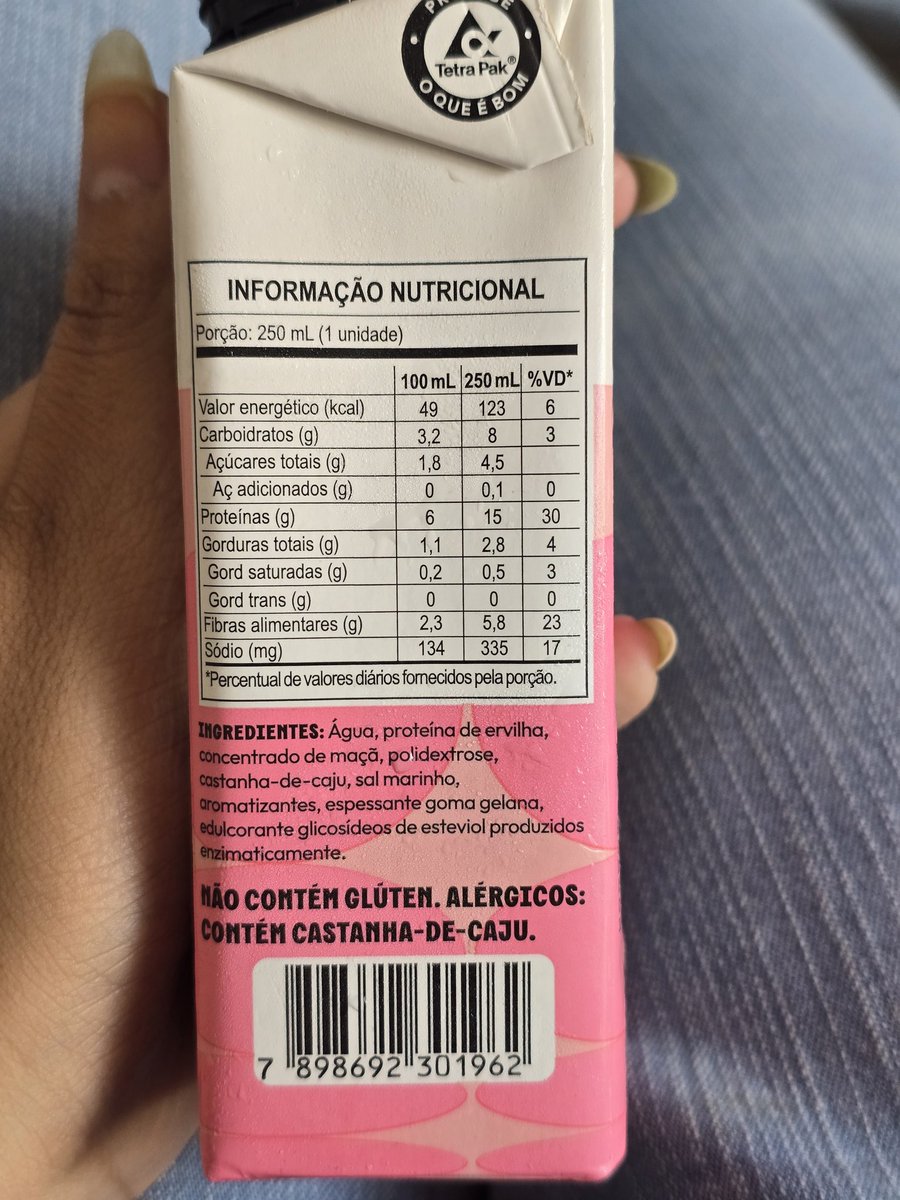 Tetra Pak®
O QUE É BOM
INFORMAÇÃO NUTRICIONAL
Porção: 250 mL (1 unidade)
100 mL 250 mL %VD*
Valor energético (kcal) 49 123 6
Carboidratos (g) 3,2 8 3
Açúcares totais (g) 1,8 4,5
Aç adicionados (g) 0 0,1 0
Proteínas (g) 6 15 30
Gorduras totais (g) 1,1 2,8 4
Gord saturadas (g) 0,2 0,5 3
Gord trans (g) 0 0 0
Fibras alimentares (g) 2,3 5,8 23
Sódio (mg) 134 335 17
*Percentual de valores diários fornecidos pela porção.
INGREDIENTES: Água, proteína de ervilha,
concentrado de maçã, polidextrose,
castanha-de-caju, sal marinho,
aromatizantes, espessante goma gelana,
edulcorante glicosídeos de esteviol produzidos
enzimaticamente.
NÃO CONTÉM GLÚTEN. ALÉRGICOS:
CONTÉM CASTANHA-DE-CAJU.
7 898692 301962